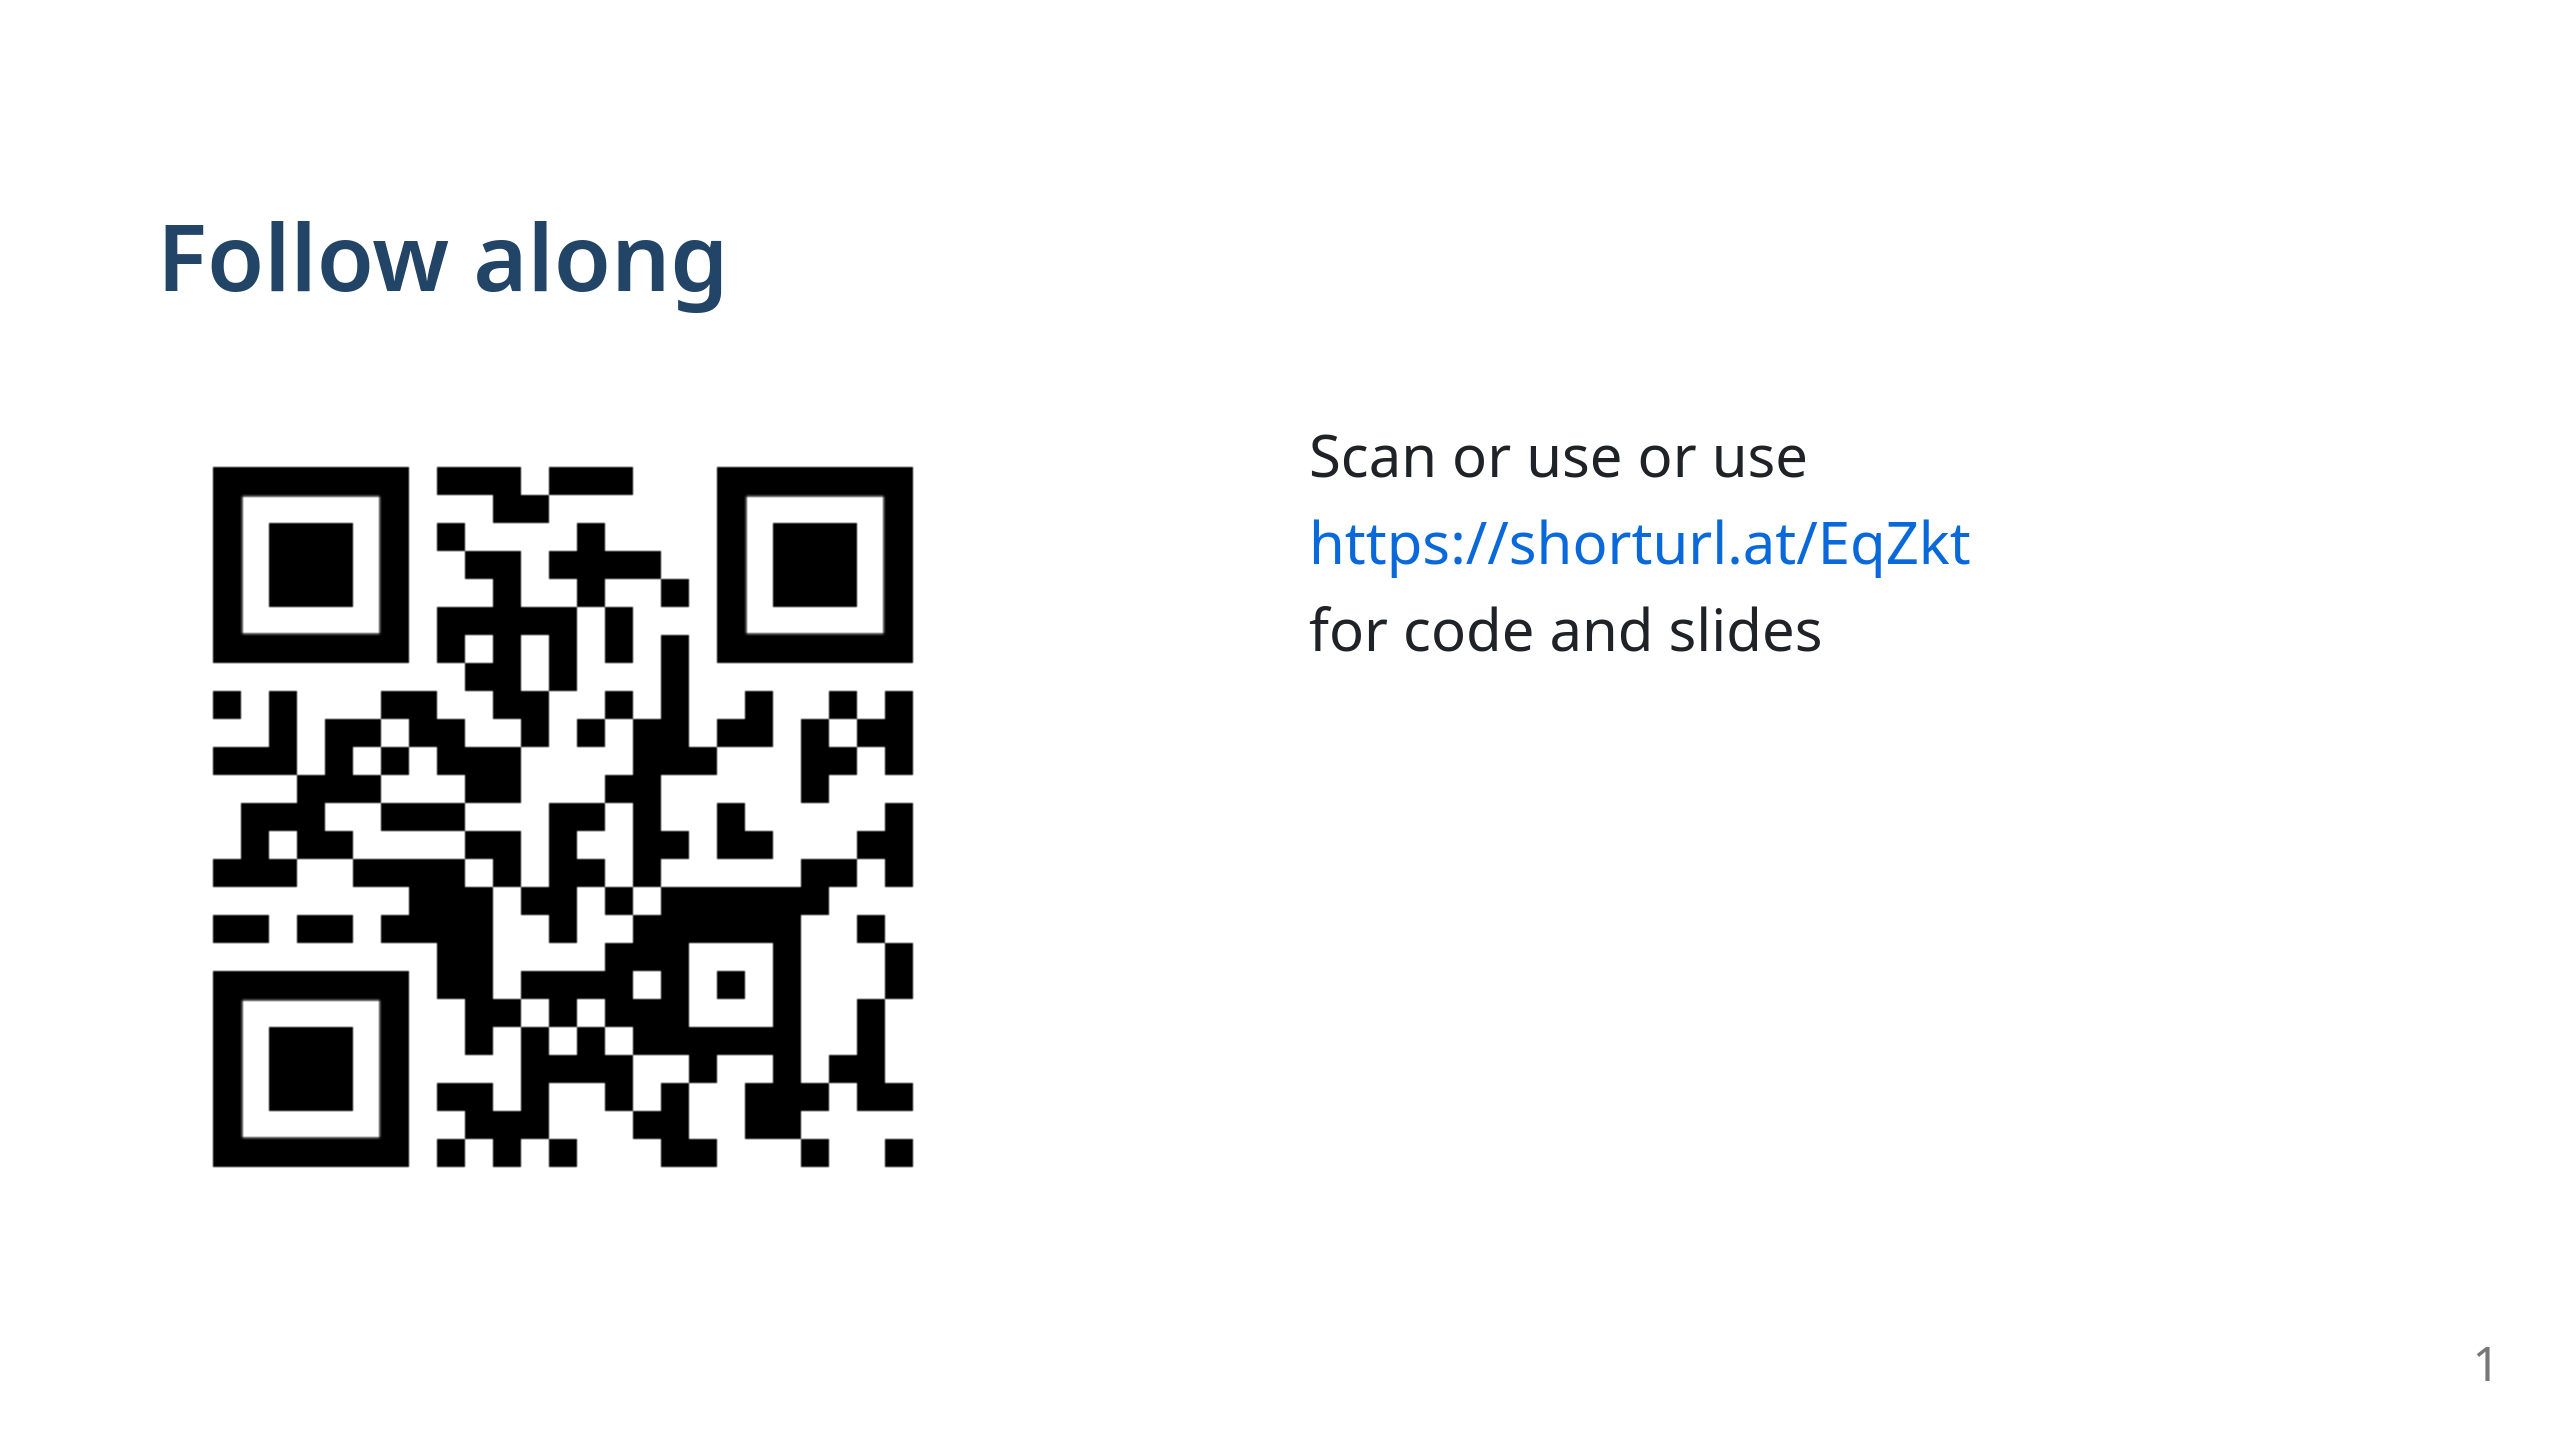 Follow along
Scan or use or use
https://shorturl.at/EqZkt
for code and slides
1